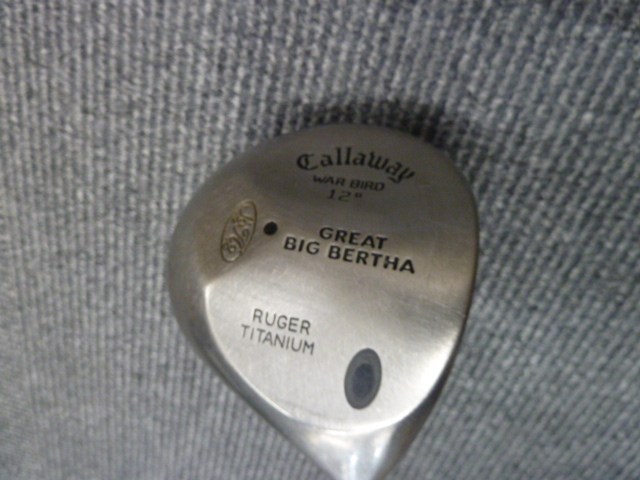 Callaway
WAR BIRD
12°
GREAT
BIG BERTHA
RUGER
TITANIUM